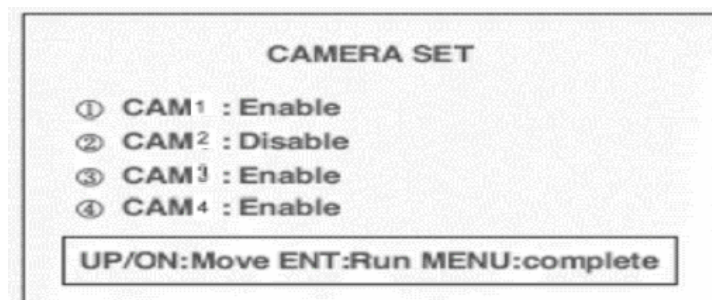 CAMERA SET
① CAM1 : Enable
② CAM2 : Disable
③ CAM3 : Enable
④ CAM4 : Enable
UP/ON:Move ENT:Run MENU:complete